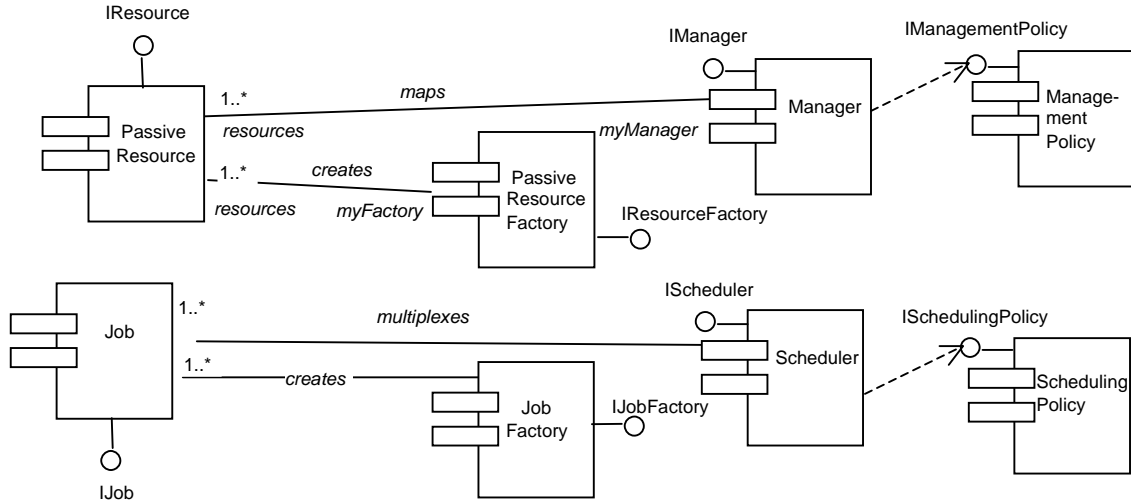 IResource
IManager
IManagementPolicy
1..*
maps
Manager
Manage-
ment
Policy
Passive
Resource
resources
myManager
1..*
creates
Passive
Resource
Factory
resources
myFactory
IResourceFactory
IScheduler
ISchedulingPolicy
1..*
multiplexes
Job
Scheduler
1..*
creates
Scheduling
Policy
Job
Factory
IJobFactory
IJob